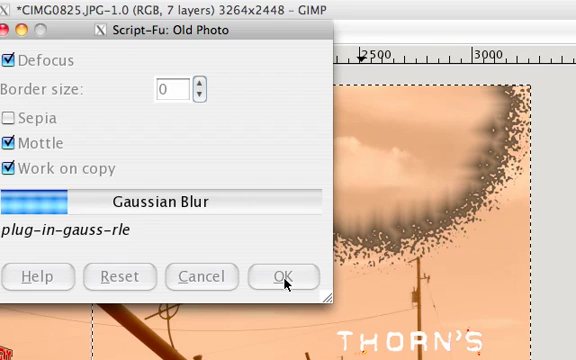 *CIMG0825.JPG-1.0 (RGB, 7 layers) 3264x2448 – GIMP
Script-Fu: Old Photo
2500
3000
Defocus
Border size:
0
Sepia
Mottle
Work on copy
Gaussian Blur
plug-in-gauss-rle
Help
Reset
Cancel
OK
THORN'S